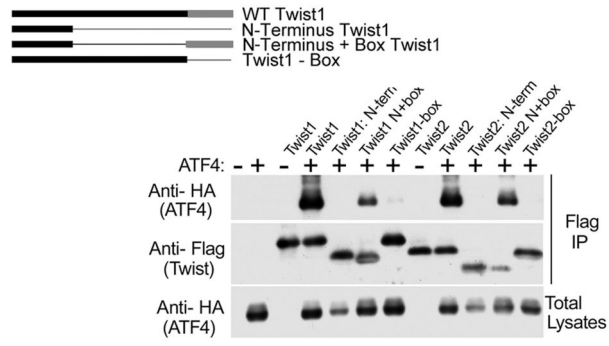 WT Twist1
N-Terminus Twist1
N-Terminus + Box Twist1
Twist1 - Box
Twist1
Twist1
Twist1: N-term
Twist1 N+box
Twist1-box
Twist2
Twist2
Twist2: N-term
Twist2 N+box
Twist2-box
ATF4: - + - + + + + - + + + +
Anti- HA
(ATF4)
Anti- Flag
(Twist)
Flag
IP
Anti- HA
(ATF4)
Total
Lysates